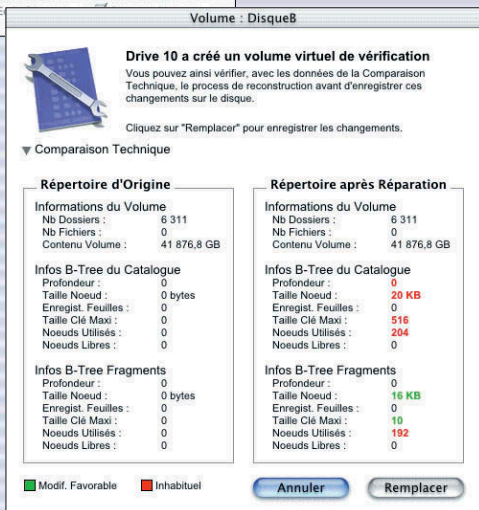 Volume : DisqueB
Drive 10 a créé un volume virtuel de vérification
Vous pouvez ainsi vérifier, avec les données de la Comparaison
Technique, le process de reconstruction avant d'enregistrer ces
changements sur le disque.
Cliquez sur "Remplacer" pour enregistrer les changements.
Comparaison Technique
Répertoire d'Origine
Informations du Volume
Nb Dossiers : 6 311
Nb Fichiers : 0
Contenu Volume : 41 876,8 GB
Infos B-Tree du Catalogue
Profondeur : 0
Taille Noeud : 0 bytes
Enregist. Feuilles : 0
Taille Clé Maxi : 0
Noeuds Utilisés : 0
Noeuds Libres : 0
Infos B-Tree Fragments
Profondeur : 0
Taille Noeud : 0 bytes
Enregist. Feuilles : 0
Taille Clé Maxi : 0
Noeuds Utilisés : 0
Noeuds Libres : 0
Répertoire après Réparation
Informations du Volume
Nb Dossiers : 6 311
Nb Fichiers : 0
Contenu Volume : 41 876,8 GB
Infos B-Tree du Catalogue
Profondeur : 0
Taille Noeud : 20 KB
Enregist. Feuilles : 0
Taille Clé Maxi : 516
Noeuds Utilisés : 204
Noeuds Libres : 0
Infos B-Tree Fragments
Profondeur : 0
Taille Noeud : 16 KB
Enregist. Feuilles : 0
Taille Clé Maxi : 10
Noeuds Utilisés : 192
Noeuds Libres : 0
Modif. Favorable
Inhabituel
Annuler
Remplacer